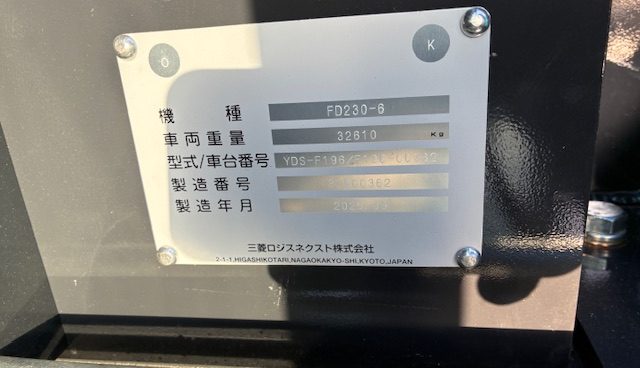 O K
機種 FD230-6
車両重量 32610 Kg
型式/車台番号 YDS-F196/
製造番号
製造年月
三菱ロジスネクスト株式会社
2-1-1,HIGASHIKOTARI,NAGAOKAKYO-SHI,KYOTO,JAPAN